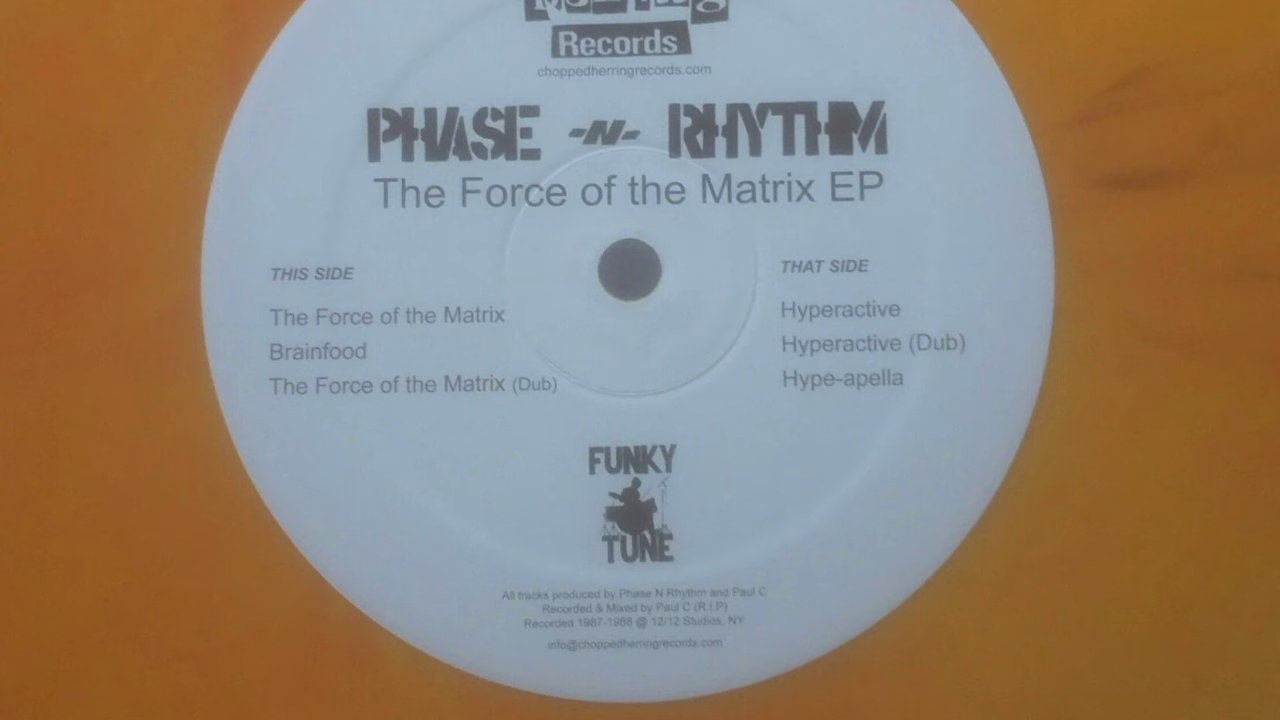 Records
choppedherringrecords.com
PHASE -N- RHYTHM
The Force of the Matrix EP
THIS SIDE
The Force of the Matrix
Brainfood
The Force of the Matrix (Dub)
THAT SIDE
Hyperactive
Hyperactive (Dub)
Hype-apella
FUNKY
TUNE
All tracks produced by Phase N Rhythm and Paul C
Recorded & Mixed by Paul C (R.I.P)
Recorded 1987-1988 @ 12/12 Studios, NY
info@choppedherringrecords.com